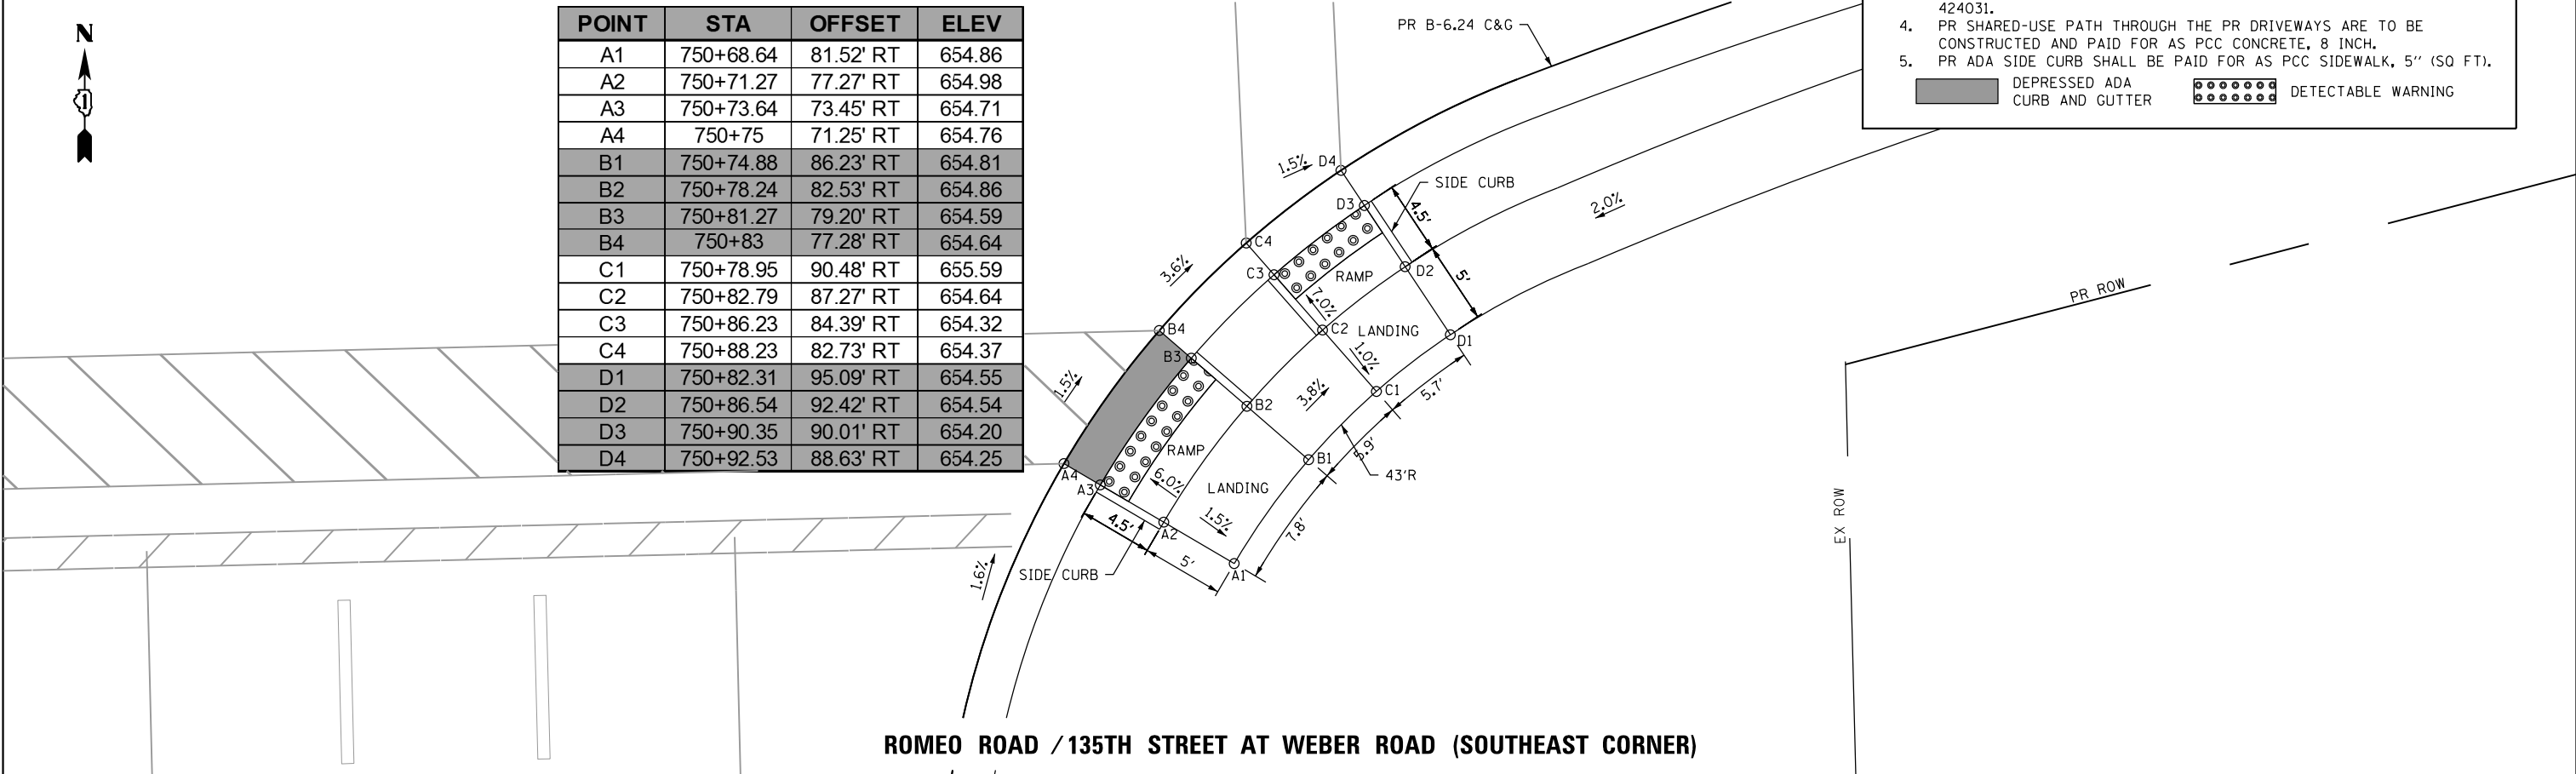 424031.
4. PR SHARED-USE PATH THROUGH THE PR DRIVEWAYS ARE TO BE
CONSTRUCTED AND PAID FOR AS PCC CONCRETE, 8 INCH.
5. PR ADA SIDE CURB SHALL BE PAID FOR AS PCC SIDEWALK, 5" (SQ FT).
DEPRESSED ADA
CURB AND GUTTER
DETECTABLE WARNING
N
1
POINT STA OFFSET ELEV
A1 750+68.64 81.52' RT 654.86
A2 750+71.27 77.27' RT 654.98
A3 750+73.64 73.45' RT 654.71
A4 750+75 71.25' RT 654.76
B1 750+74.88 86.23' RT 654.81
B2 750+78.24 82.53' RT 654.86
B3 750+81.27 79.20' RT 654.59
B4 750+83 77.28' RT 654.64
C1 750+78.95 90.48' RT 655.59
C2 750+82.79 87.27' RT 654.64
C3 750+86.23 84.39' RT 654.32
C4 750+88.23 82.73' RT 654.37
D1 750+82.31 95.09' RT 654.55
D2 750+86.54 92.42' RT 654.54
D3 750+90.35 90.01' RT 654.20
D4 750+92.53 88.63' RT 654.25
PR B-6.24 C&G
1.5%
D4
SIDE CURB
D3
4.5'
2.0%
C4
3.6%
C3
RAMP
D2
5'
7.0%
C2
LANDING
D1
PR ROW
B4
B3
1.0%
1.5%
3.8%
C1
5.7'
B2
RAMP
5.9'
B1
43'R
A4
A3
6.0%
LANDING
1.5%
4.5'
A2
7.8'
EX ROW
5'
A1
SIDE CURB
1.6%
ROMEO ROAD / 135TH STREET AT WEBER ROAD (SOUTHEAST CORNER)